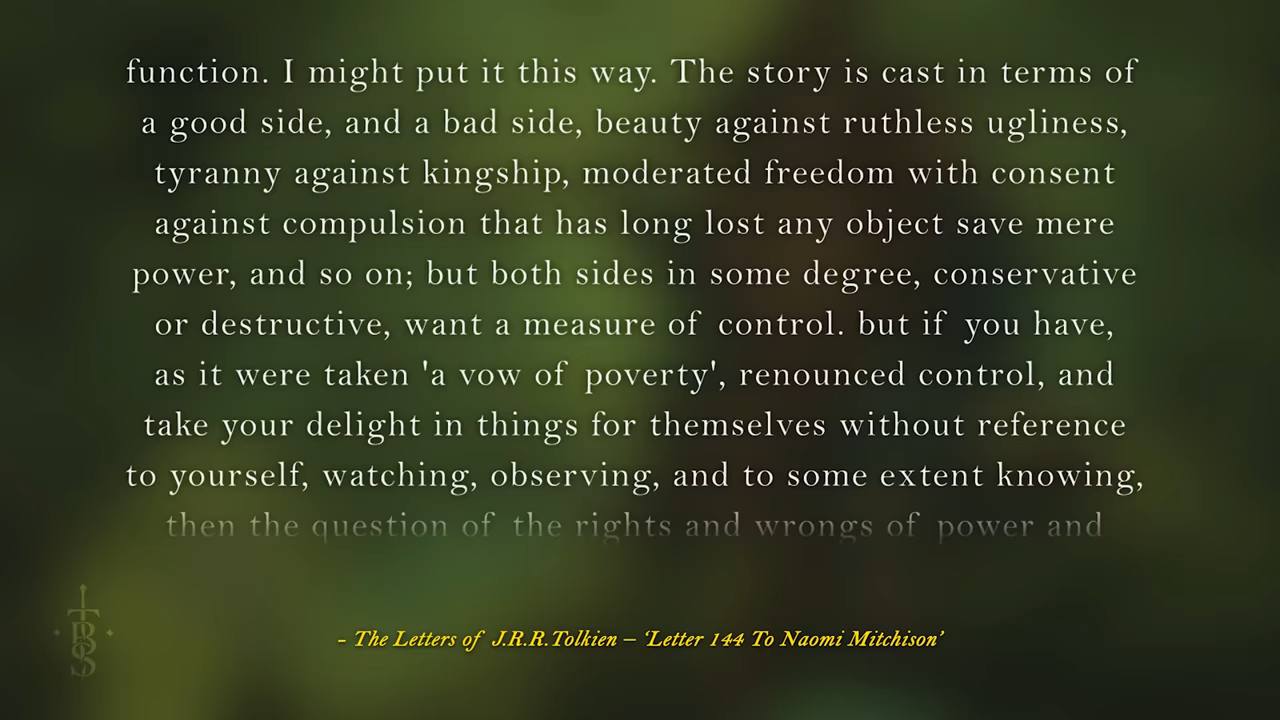 function. I might put it this way. The story is cast in terms of
a good side, and a bad side, beauty against ruthless ugliness,
tyranny against kingship, moderated freedom with consent
against compulsion that has long lost any object save mere
power, and so on; but both sides in some degree, conservative
or destructive, want a measure of control. but if you have,
as it were taken 'a vow of poverty', renounced control, and
take your delight in things for themselves without reference
to yourself, watching, observing, and to some extent knowing,
then the question of the rights and wrongs of power and
- The Letters of J.R.R.Tolkien – ‘Letter 144 To Naomi Mitchison’
TBS